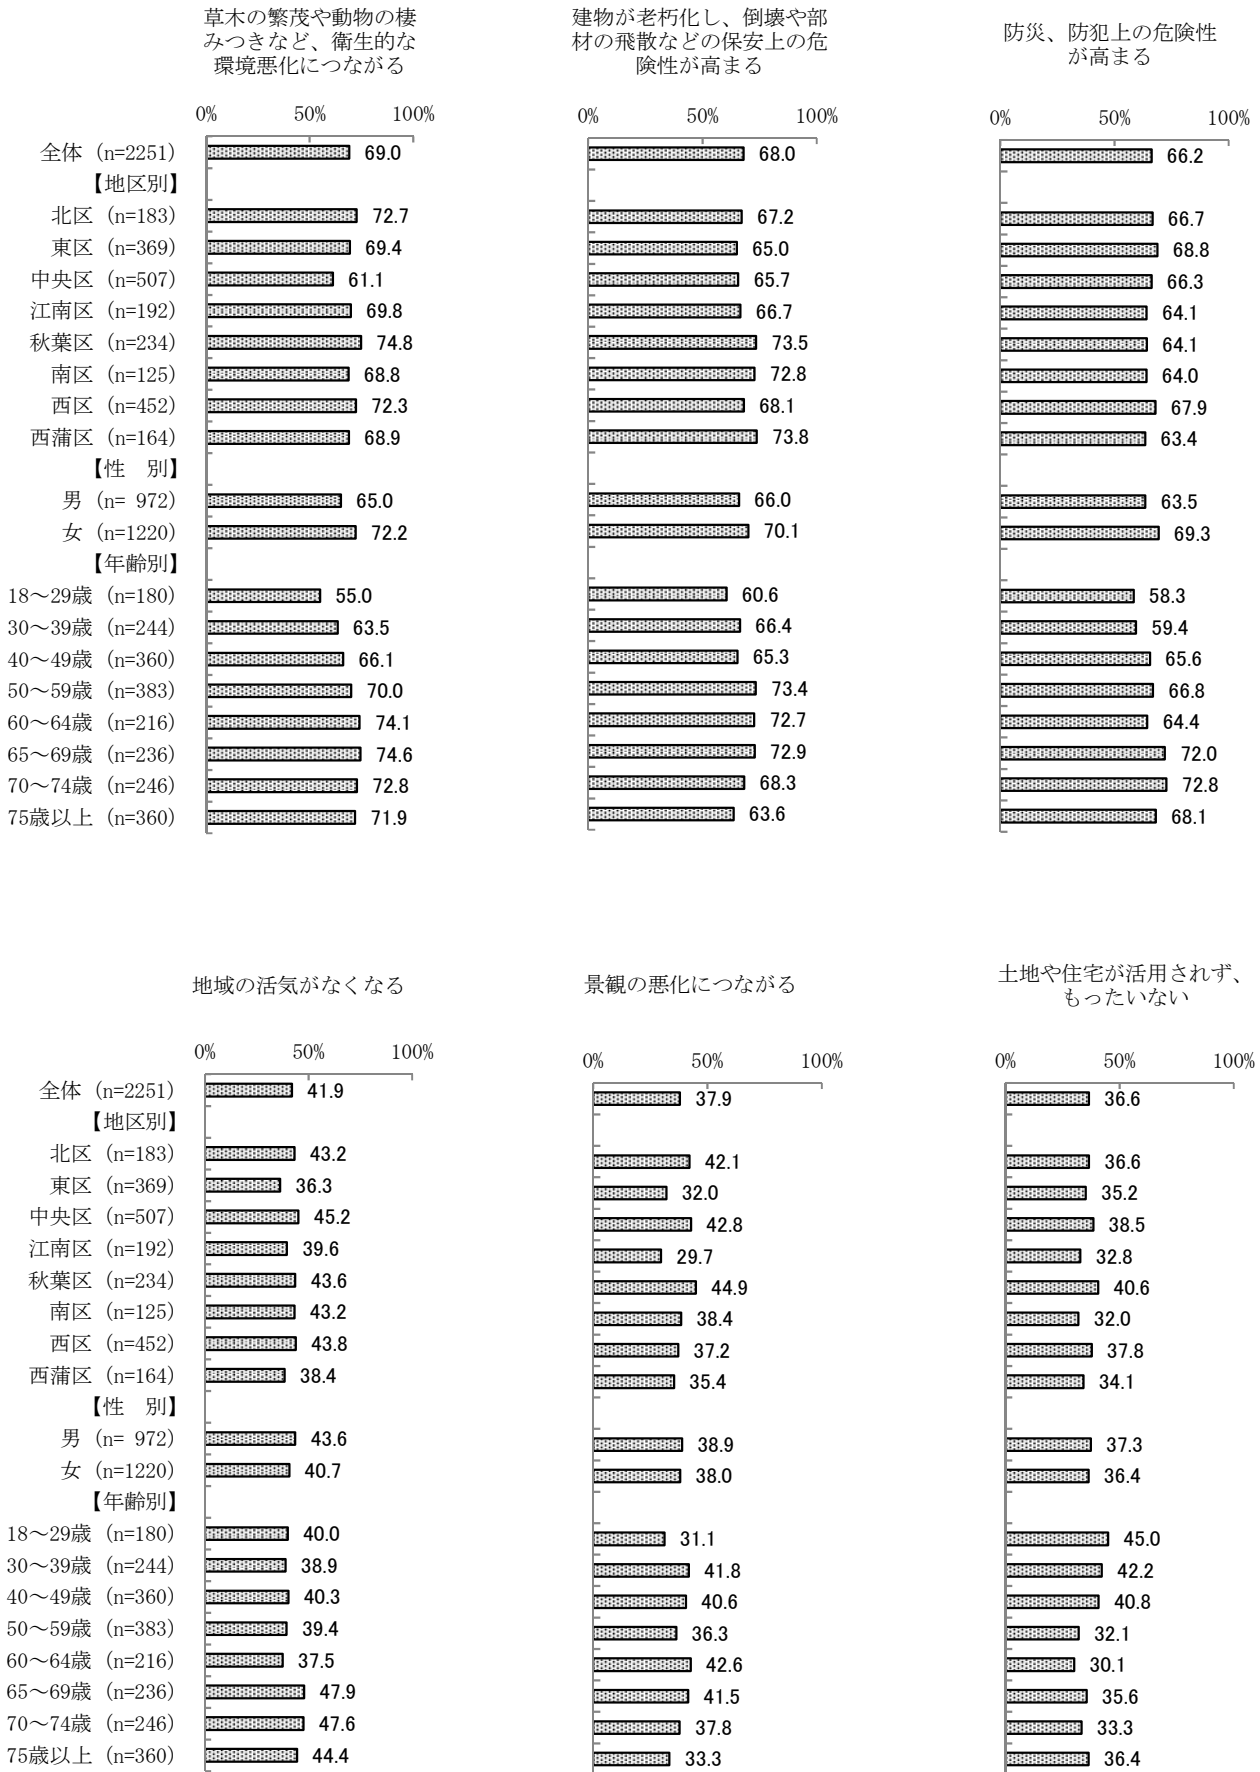 草木の繁茂や動物の棲
みつきなど、衛生的な
環境悪化につながる
建物が老朽化し、倒壊や部
材の飛散などの保安上の危
険性が高まる
防災、防犯上の危険性
が高まる
0% 50% 100% 0% 50% 100% 0% 50% 100%
全体 (n=2251) 69.0 68.0 66.2
【地区別】
北区 (n=183) 72.7 67.2 66.7
東区 (n=369) 69.4 65.0 68.8
中央区 (n=507) 61.1 65.7 66.3
江南区 (n=192) 69.8 66.7 64.1
秋葉区 (n=234) 74.8 73.5 64.1
南区 (n=125) 68.8 72.8 64.0
西区 (n=452) 72.3 68.1 67.9
西蒲区 (n=164) 68.9 73.8 63.4
【性　別】
男 (n= 972) 65.0 66.0 63.5
女 (n=1220) 72.2 70.1 69.3
【年齢別】
18～29歳 (n=180) 55.0 60.6 58.3
30～39歳 (n=244) 63.5 66.4 59.4
40～49歳 (n=360) 66.1 65.3 65.6
50～59歳 (n=383) 70.0 73.4 66.8
60～64歳 (n=216) 74.1 72.7 64.4
65～69歳 (n=236) 74.6 72.9 72.0
70～74歳 (n=246) 72.8 68.3 72.8
75歳以上 (n=360) 71.9 63.6 68.1
地域の活気がなくなる
景観の悪化につながる
土地や住宅が活用されず、
もったいない
0% 50% 100% 0% 50% 100% 0% 50% 100%
全体 (n=2251) 41.9 37.9 36.6
【地区別】
北区 (n=183) 43.2 42.1 36.6
東区 (n=369) 36.3 32.0 35.2
中央区 (n=507) 45.2 42.8 38.5
江南区 (n=192) 39.6 29.7 32.8
秋葉区 (n=234) 43.6 44.9 40.6
南区 (n=125) 43.2 38.4 32.0
西区 (n=452) 43.8 37.2 37.8
西蒲区 (n=164) 38.4 35.4 34.1
【性　別】
男 (n= 972) 43.6 38.9 37.3
女 (n=1220) 40.7 38.0 36.4
【年齢別】
18～29歳 (n=180) 40.0 31.1 45.0
30～39歳 (n=244) 38.9 41.8 42.2
40～49歳 (n=360) 40.3 40.6 40.8
50～59歳 (n=383) 39.4 36.3 32.1
60～64歳 (n=216) 37.5 42.6 30.1
65～69歳 (n=236) 47.9 41.5 35.6
70～74歳 (n=246) 47.6 37.8 33.3
75歳以上 (n=360) 44.4 33.3 36.4